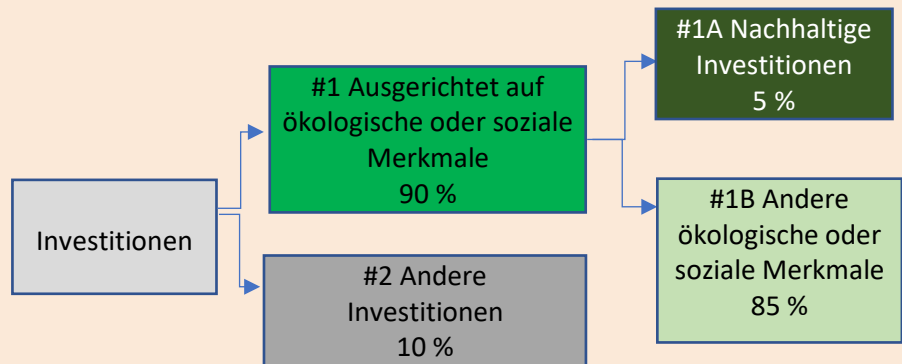 Investitionen
#1 Ausgerichtet auf
ökologische oder soziale
Merkmale
90 %
#2 Andere
Investitionen
10 %
#1A Nachhaltige
Investitionen
5 %
#1B Andere
ökologische oder
soziale Merkmale
85 %